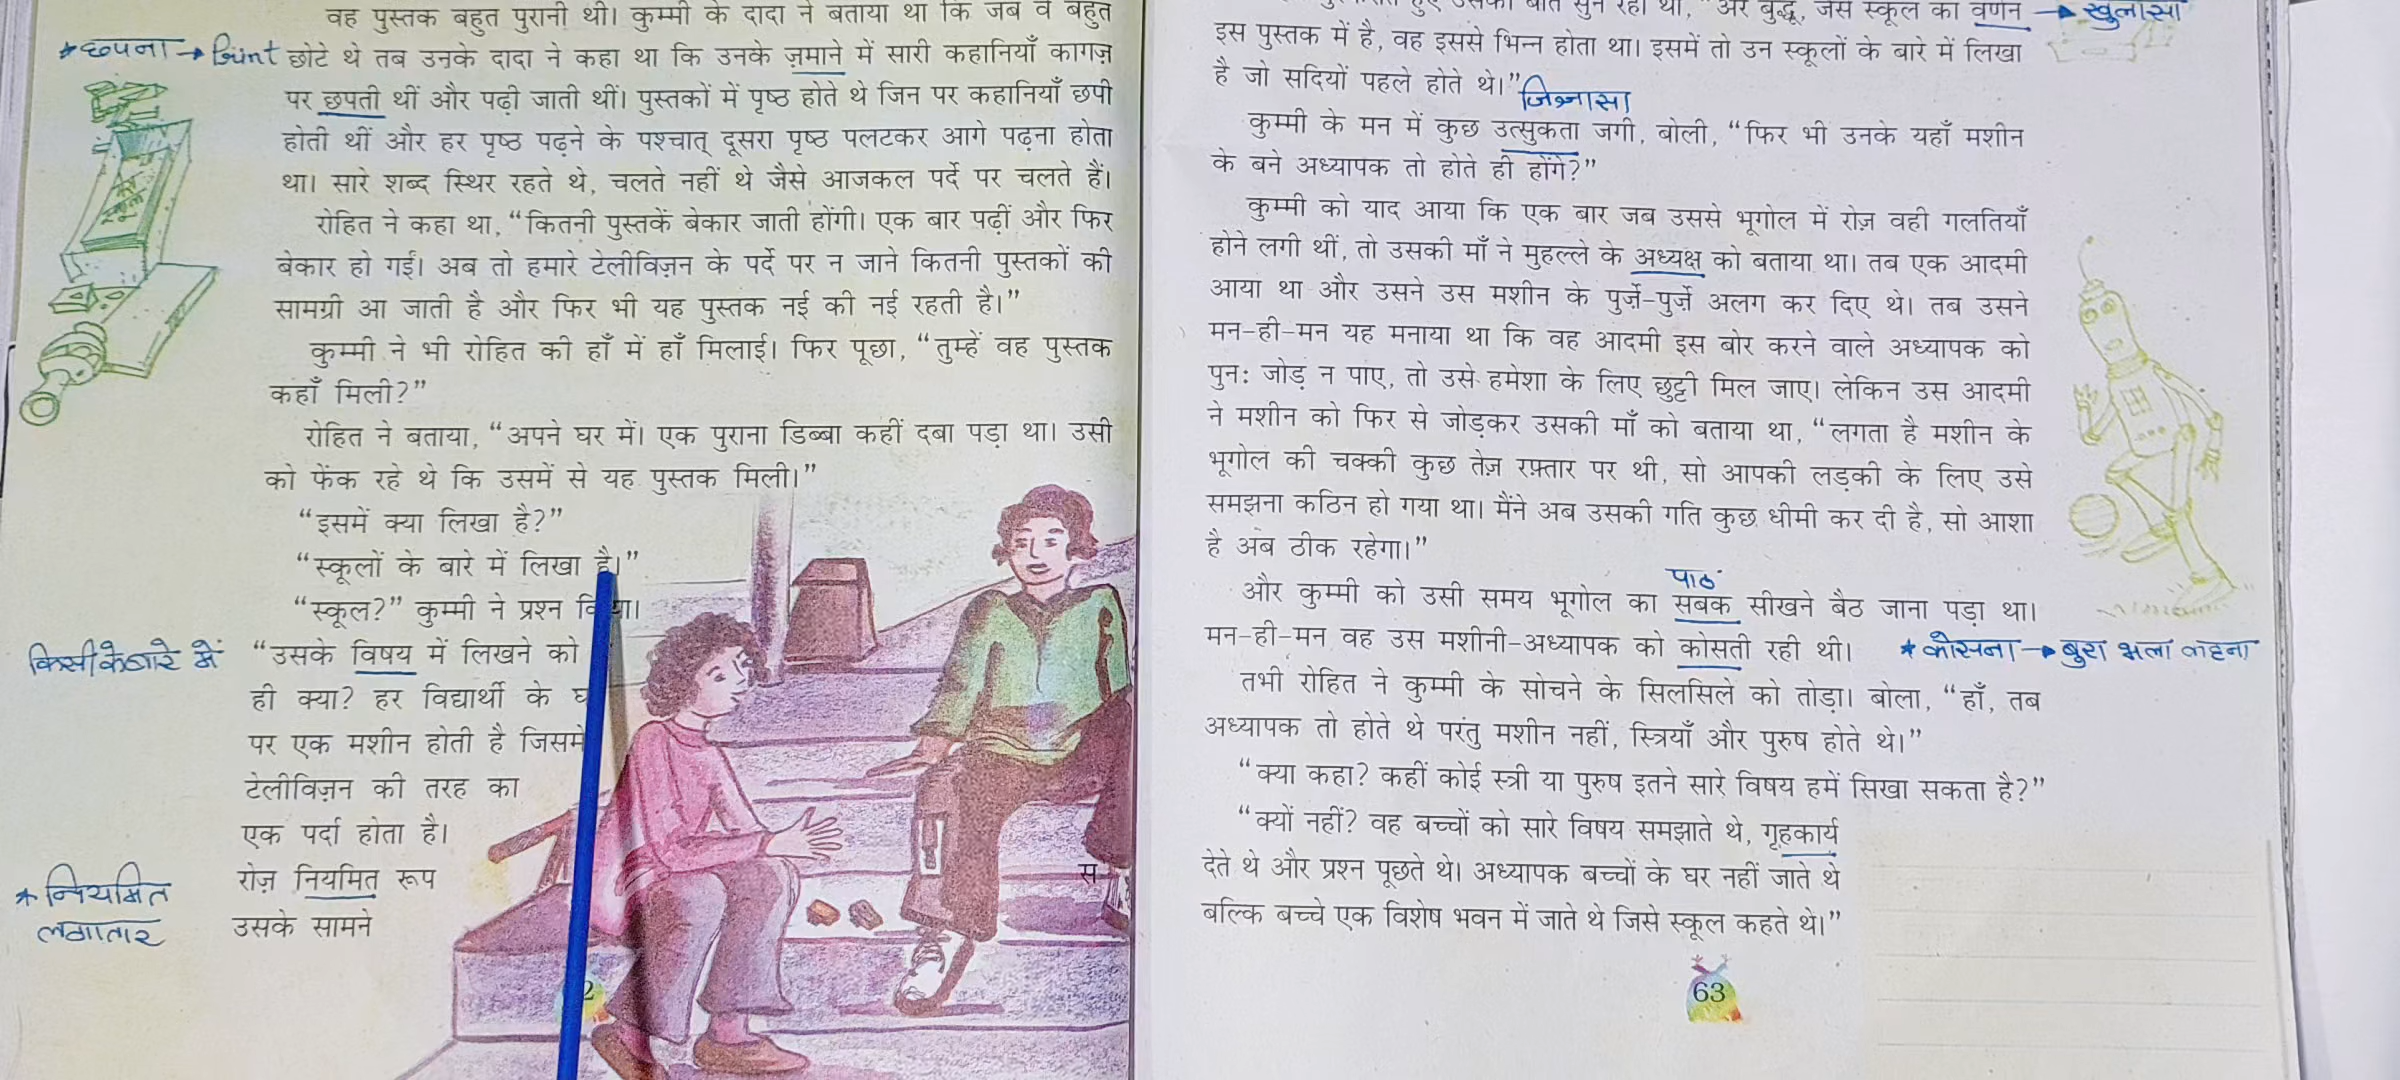 वह पुस्तक बहुत पुरानी थी। कुम्मी के दादा ने बताया था कि जब वे बहुत
* छपना → Print
छोटे थे तब उनके दादा ने कहा था कि उनके ज़माने में सारी कहानियाँ कागज़
पर छपती थीं और पढ़ी जाती थीं। पुस्तकों में पृष्ठ होते थे जिन पर कहानियाँ छपी
होती थीं और हर पृष्ठ पढ़ने के पश्चात् दूसरा पृष्ठ पलटकर आगे पढ़ना होता
था। सारे शब्द स्थिर रहते थे, चलते नहीं थे जैसे आजकल पर्दे पर चलते हैं।
रोहित ने कहा था, “कितनी पुस्तकें बेकार जाती होंगी। एक बार पढ़ीं और फिर
बेकार हो गईं। अब तो हमारे टेलीविज़न के पर्दे पर न जाने कितनी पुस्तकों की
सामग्री आ जाती है और फिर भी यह पुस्तक नई की नई रहती है।”
कुम्मी ने भी रोहित की हाँ में हाँ मिलाई। फिर पूछा, “तुम्हें वह पुस्तक
कहाँ मिली?”
रोहित ने बताया, “अपने घर में। एक पुराना डिब्बा कहीं दबा पड़ा था। उसी
को फेंक रहे थे कि उसमें से यह पुस्तक मिली।”
“इसमें क्या लिखा है?”
“स्कूलों के बारे में लिखा है।”
“स्कूल?” कुम्मी ने प्रश्न किया।
किसी के बारे में
“उसके विषय में लिखने को
ही क्या? हर विद्यार्थी के
पर एक मशीन होती है जिसमें
टेलीविज़न की तरह का
एक पर्दा होता है।
रोज़ नियमित रूप
* नियमित
लगातार
उसके सामने
स
2
बुद्धू, जैसे स्कूल का वर्णन → खुलासा
इस पुस्तक में है, वह इससे भिन्न होता था। इसमें तो उन स्कूलों के बारे में लिखा
है जो सदियों पहले होते थे।”
जिज्ञासा
कुम्मी के मन में कुछ उत्सुकता जगी, बोली, “फिर भी उनके यहाँ मशीन
के बने अध्यापक तो होते ही होंगे?”
कुम्मी को याद आया कि एक बार जब उससे भूगोल में रोज़ वही गलतियाँ
होने लगी थीं, तो उसकी माँ ने मुहल्ले के अध्यक्ष को बताया था। तब एक आदमी
आया था और उसने उस मशीन के पुर्ज़े-पुर्ज़े अलग कर दिए थे। तब उसने
मन-ही-मन यह मनाया था कि वह आदमी इस बोर करने वाले अध्यापक को
पुनः जोड़ न पाए, तो उसे हमेशा के लिए छुट्टी मिल जाए। लेकिन उस आदमी
ने मशीन को फिर से जोड़कर उसकी माँ को बताया था, “लगता है मशीन के
भूगोल की चक्की कुछ तेज़ रफ़्तार पर थी, सो आपकी लड़की के लिए उसे
समझना कठिन हो गया था। मैंने अब उसकी गति कुछ धीमी कर दी है, सो आशा
है अब ठीक रहेगा।”
पाठ
और कुम्मी को उसी समय भूगोल का सबक सीखने बैठ जाना पड़ा था।
मन-ही-मन वह उस मशीनी-अध्यापक को कोसती रही थी।
* कोसना → बुरा भला कहना
तभी रोहित ने कुम्मी के सोचने के सिलसिले को तोड़ा। बोला, “हाँ, तब
अध्यापक तो होते थे परंतु मशीन नहीं, स्त्रियाँ और पुरुष होते थे।”
“क्या कहा? कहीं कोई स्त्री या पुरुष इतने सारे विषय हमें सिखा सकता है?”
“क्यों नहीं? वह बच्चों को सारे विषय समझाते थे, गृहकार्य
देते थे और प्रश्न पूछते थे। अध्यापक बच्चों के घर नहीं जाते थे
बल्कि बच्चे एक विशेष भवन में जाते थे जिसे स्कूल कहते थे।”
63